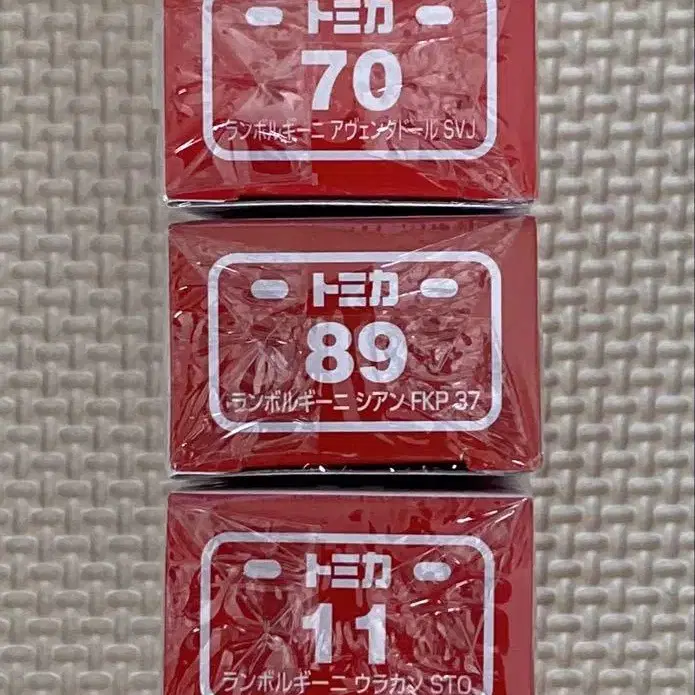 トミカ
70
ランボルギーニ アヴェンタドール SVJ
トミカ
89
ランボルギーニ シアン FKP 37
トミカ
11
ランボルギーニ ウラカン STO